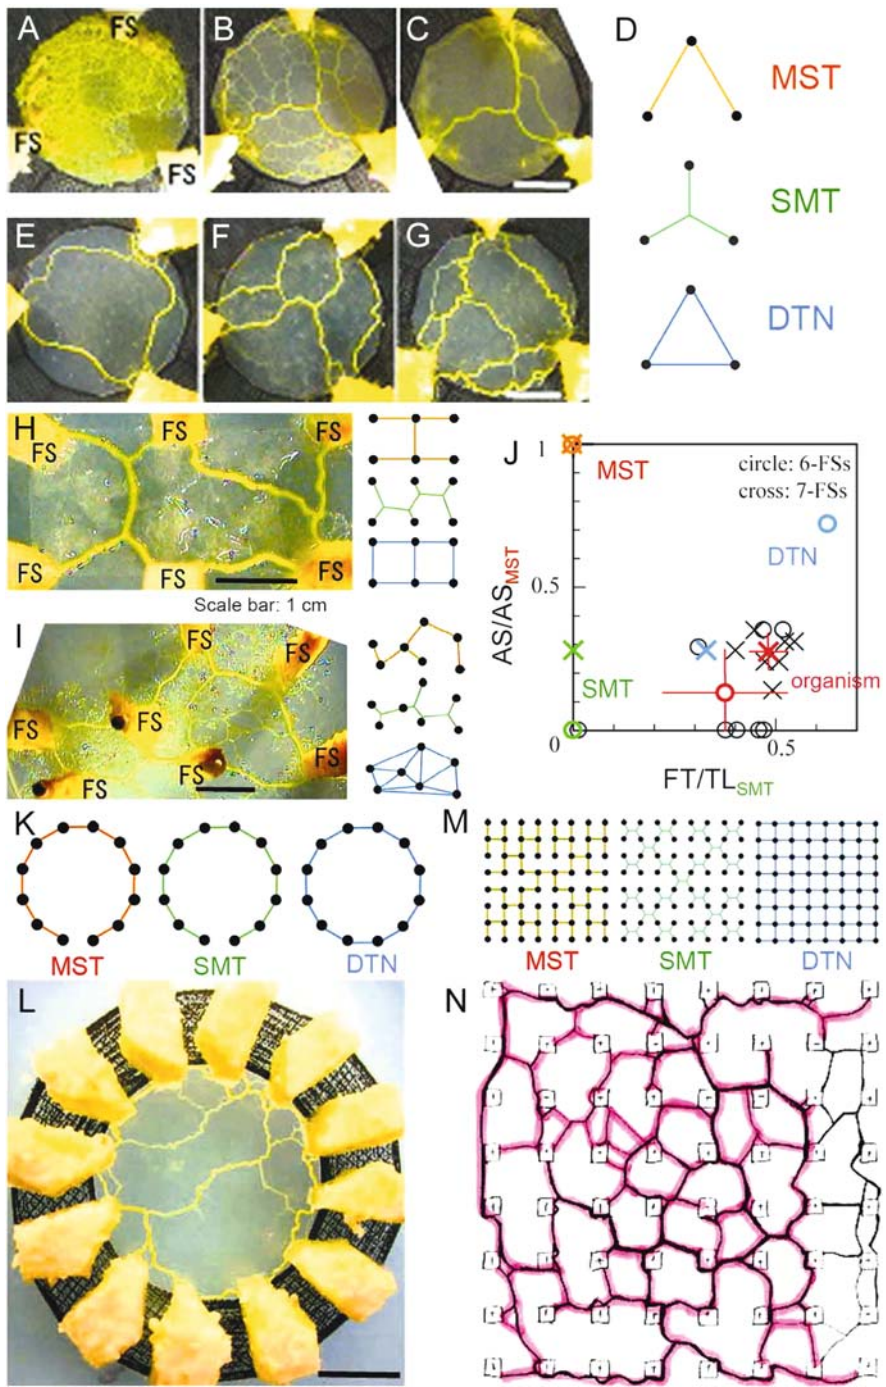 A
FS
FS
FS
B
C
D
MST
SMT
DTN
E
F
G
H
FS
FS
FS
FS
FS
FS
Scale bar: 1 cm
I
FS
FS
FS
FS
FS
FS
FS
J
1
0.5
0
0.5
AS/AS_MST
FT/TL_SMT
MST
circle: 6-FSs
cross: 7-FSs
DTN
SMT
organism
K
MST
SMT
DTN
L
M
MST
SMT
DTN
N